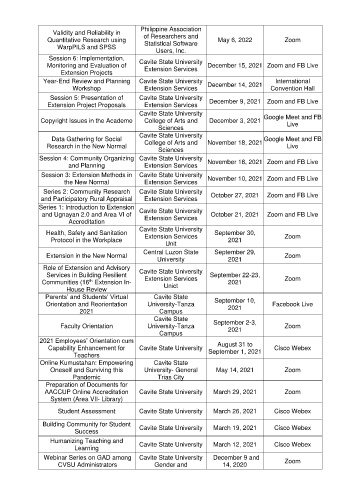 Validity and Reliability in
Quantitative Research using
WarpPLS and SPSS
Philippine Association
of Researchers and
Statistical Software
Users, Inc.
May 6, 2022
Zoom
Session 6: Implementation,
Monitoring and Evaluation of
Extension Projects
Cavite State University
Extension Services
December 15, 2021
Zoom and FB Live
Year-End Review and Planning
Workshop
Cavite State University
Extension Services
December 14, 2021
International
Convention Hall
Session 5: Presentation of
Extension Project Proposals
Cavite State University
Extension Services
December 9, 2021
Zoom and FB Live
Copyright Issues in the Academe
Cavite State University
College of Arts and
Sciences
December 3, 2021
Google Meet and FB
Live
Data Gathering for Social
Research in the New Normal
Cavite State University
College of Arts and
Sciences
November 18, 2021
Google Meet and FB
Live
Session 4: Community Organizing
and Planning
Cavite State University
Extension Services
November 16, 2021
Zoom and FB Live
Session 3: Extension Methods in
the New Normal
Cavite State University
Extension Services
November 10, 2021
Zoom and FB Live
Series 2: Community Research
and Participatory Rural Appraisal
Cavite State University
Extension Services
October 27, 2021
Zoom and FB Live
Series 1: Introduction to Extension
and Ugnayan 2.0 and Area VI of
Accreditation
Cavite State University
Extension Services
October 21, 2021
Zoom and FB Live
Health, Safety and Sanitation
Protocol in the Workplace
Cavite State University
Extension Services
Unit
September 30,
2021
Zoom
Extension in the New Normal
Central Luzon State
University
September 29,
2021
Zoom
Role of Extension and Advisory
Services in Building Resilient
Communities (16th Extension In-
House Review
Cavite State University
Extension Services
Unict
September 22-23,
2021
Zoom
Parents' and Students' Virtual
Orientation and Reorientation
2021
Cavite State
University-Tanza
Campus
September 10,
2021
Facebook Live
Faculty Orientation
Cavite State
University-Tanza
Campus
September 2-3,
2021
Zoom
2021 Employees' Orientation cum
Capability Enhancement for
Teachers
Cavite State University
August 31 to
September 1, 2021
Cisco Webex
Online Kumustahan: Empowering
Oneself and Surviving this
Pandemic
Cavite State
University- General
Trias City
May 14, 2021
Zoom
Preparation of Documents for
AACCUP Online Accreditation
System (Area VII- Library)
Cavite State University
March 29, 2021
Zoom
Student Assessment
Cavite State University
March 26, 2021
Cisco Webex
Building Community for Student
Success
Cavite State University
March 19, 2021
Cisco Webex
Humanizing Teaching and
Learning
Cavite State University
March 12, 2021
Cisco Webex
Webinar Series on GAD among
CVSU Administrators
Cavite State University
Gender and
December 9 and
14, 2020
Zoom